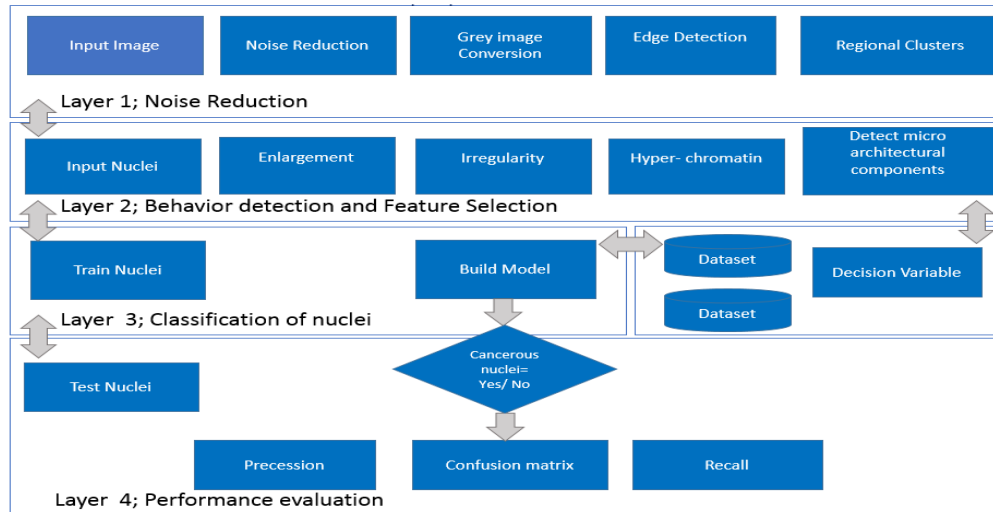 Input Image
Noise Reduction
Grey image
Conversion
Edge Detection
Regional Clusters
Layer 1; Noise Reduction
Input Nuclei
Enlargement
Irregularity
Hyper- chromatin
Detect micro
architectural
components
Layer 2; Behavior detection and Feature Selection
Train Nuclei
Build Model
Dataset
Decision Variable
Dataset
Layer 3; Classification of nuclei
Cancerous
nuclei=
Yes/ No
Test Nuclei
Precession
Confusion matrix
Recall
Layer 4; Performance evaluation